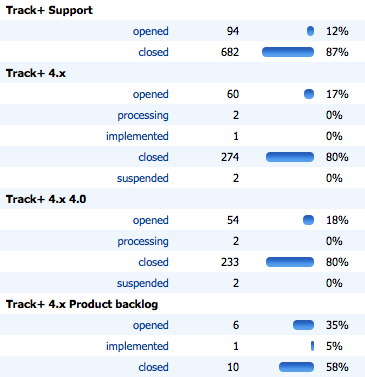 Track+ Support
opened 94 12%
closed 682 87%
Track+ 4.x
opened 60 17%
processing 2 0%
implemented 1 0%
closed 274 80%
suspended 2 0%
Track+ 4.x 4.0
opened 54 18%
processing 2 0%
closed 233 80%
suspended 2 0%
Track+ 4.x Product backlog
opened 6 35%
implemented 1 5%
closed 10 58%